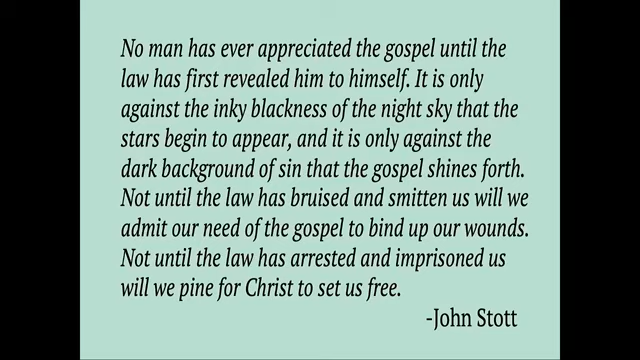 No man has ever appreciated the gospel until the
law has first revealed him to himself. It is only
against the inky blackness of the night sky that the
stars begin to appear, and it is only against the
dark background of sin that the gospel shines forth.
Not until the law has bruised and smitten us will we
admit our need of the gospel to bind up our wounds.
Not until the law has arrested and imprisoned us
will we pine for Christ to set us free.
-John Stott